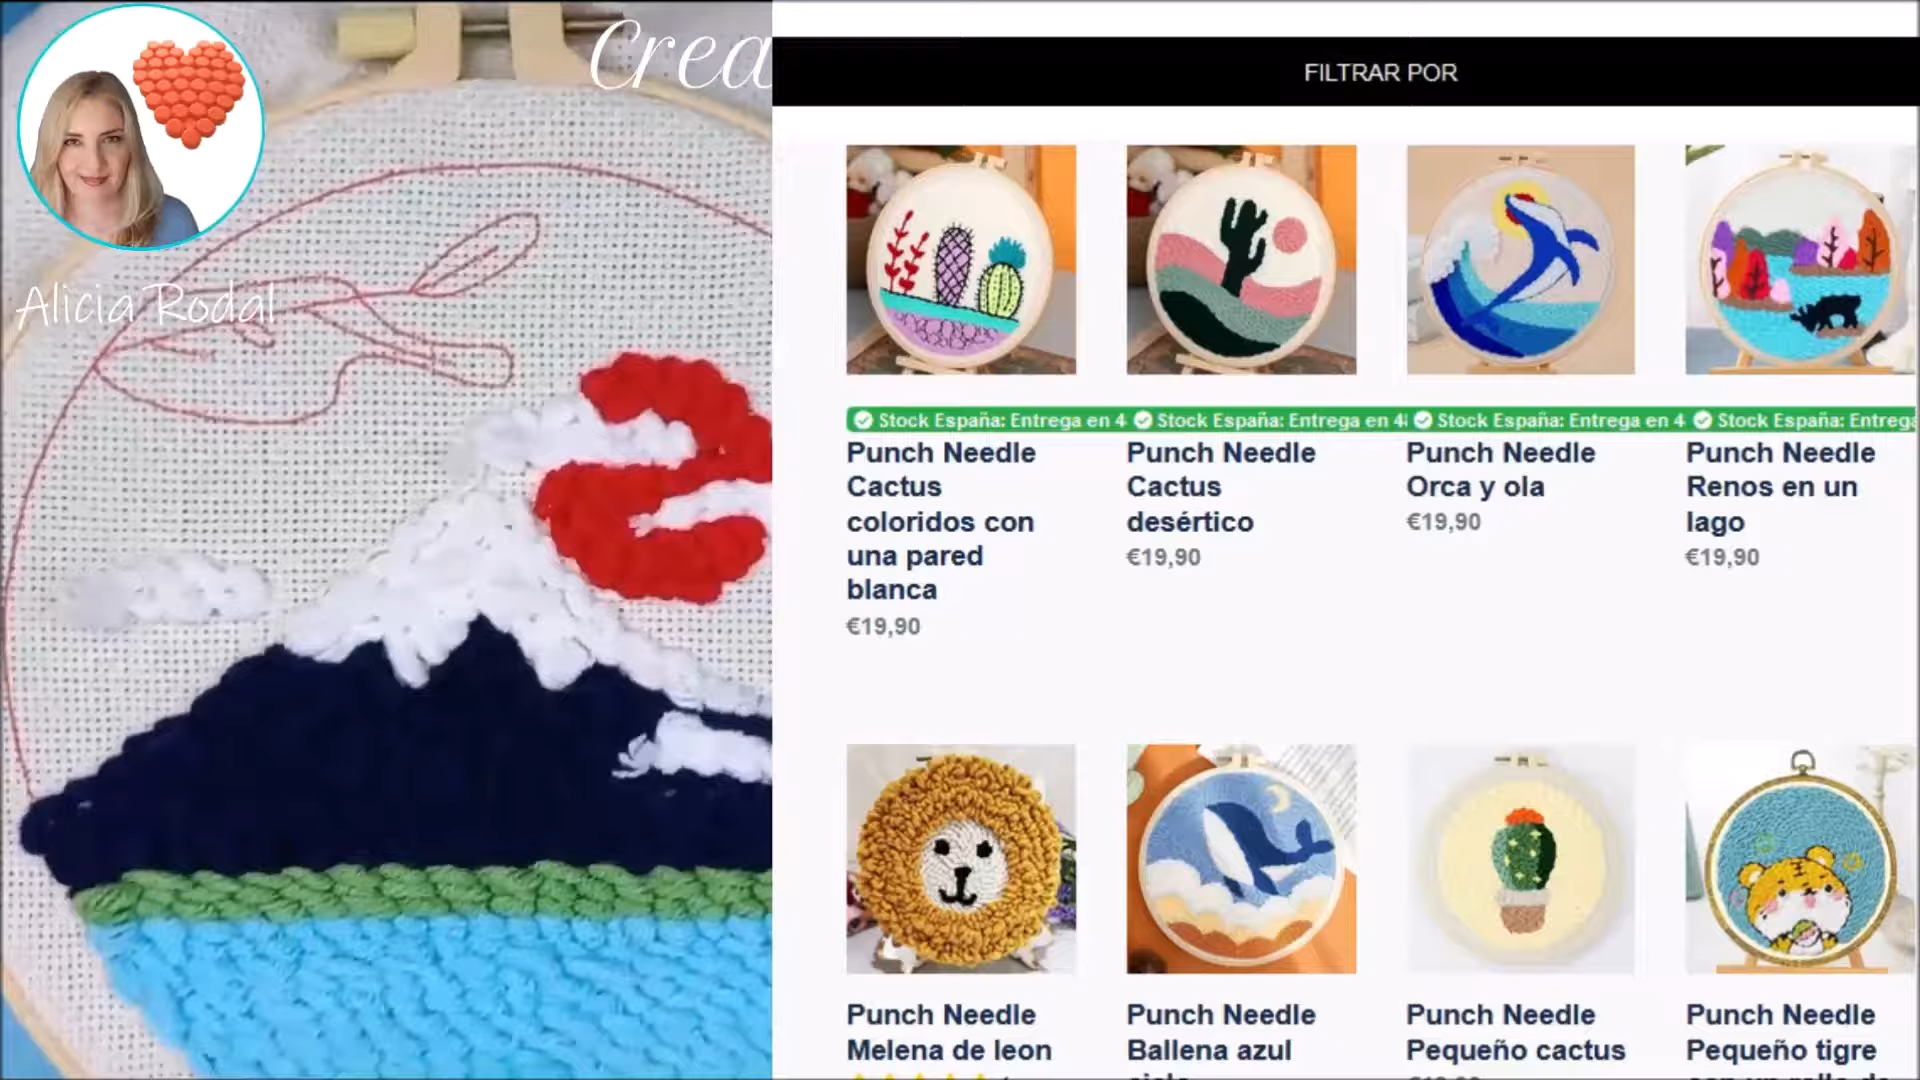 Crea
Alicia Rodal
FILTRAR POR
Stock España: Entrega en 4
Punch Needle
Cactus
coloridos con
una pared
blanca
€19,90
Stock España: Entrega en 4
Punch Needle
Cactus
desértico
€19,90
Stock España: Entrega en 4
Punch Needle
Orca y ola
€19,90
Stock España: Entrega
Punch Needle
Renos en un
lago
€19,90
Punch Needle
Melena de leon
Punch Needle
Ballena azul
Punch Needle
Pequeño cactus
Punch Needle
Pequeño tigre